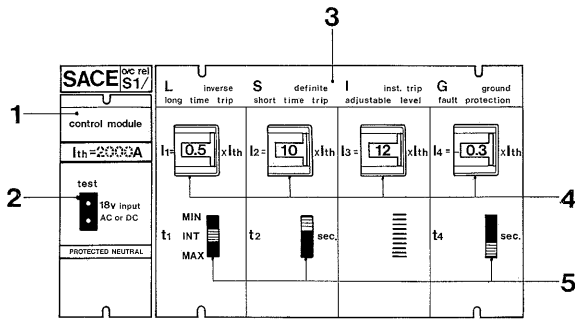 3
SACE o/c rel S1/
L inverse long time trip
S definite short time trip
I inst. trip adjustable level
G ground fault protection
1
control module
Ith=2000A
I1= 0.5 xIth
I2= 10 xIth
I3= 12 xIth
I4= 0.3 xIth
2
test
18v input
AC or DC
4
MIN
t1 INT
MAX
t2 sec.
t4 sec.
PROTECTED NEUTRAL
5